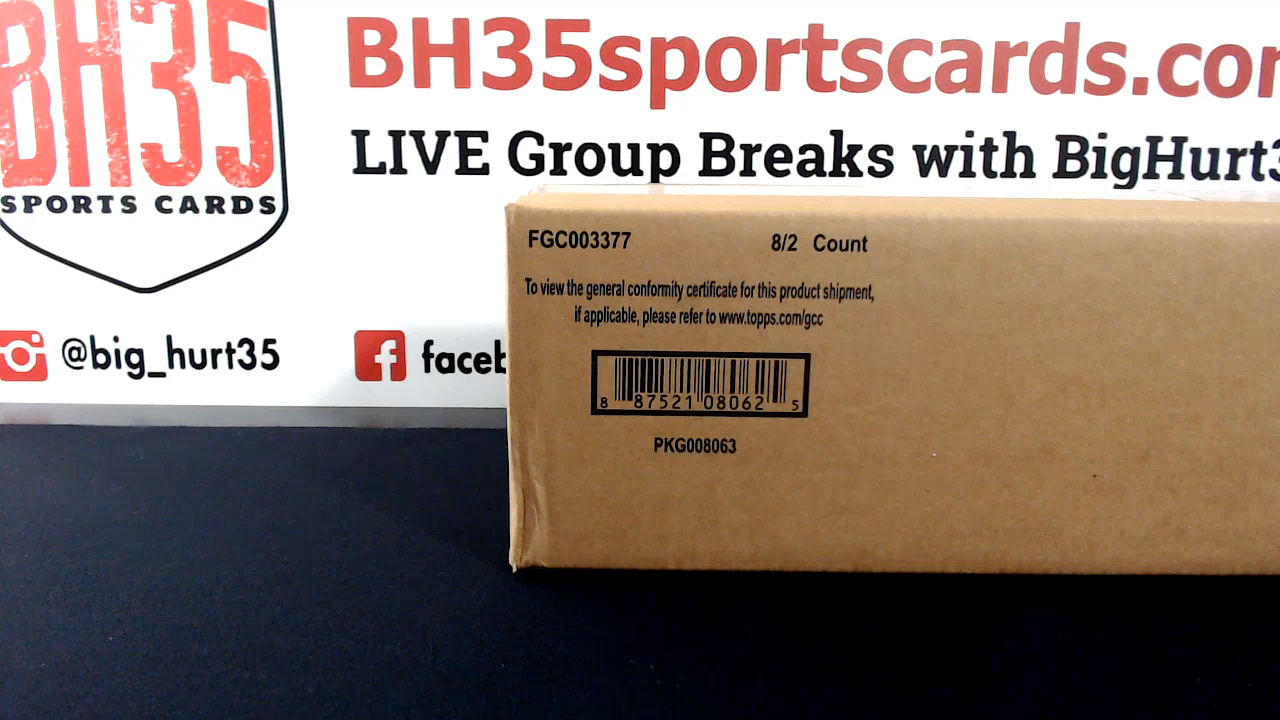 BH35
SPORTS CARDS
@big_hurt35
BH35sportscards.co
LIVE Group Breaks with BigHurt3
faceb
FGC003377 8/2 Count
To view the general conformity certificate for this product shipment,
if applicable, please refer to www.topps.com/gcc
8 87521 08062 5
PKG008063